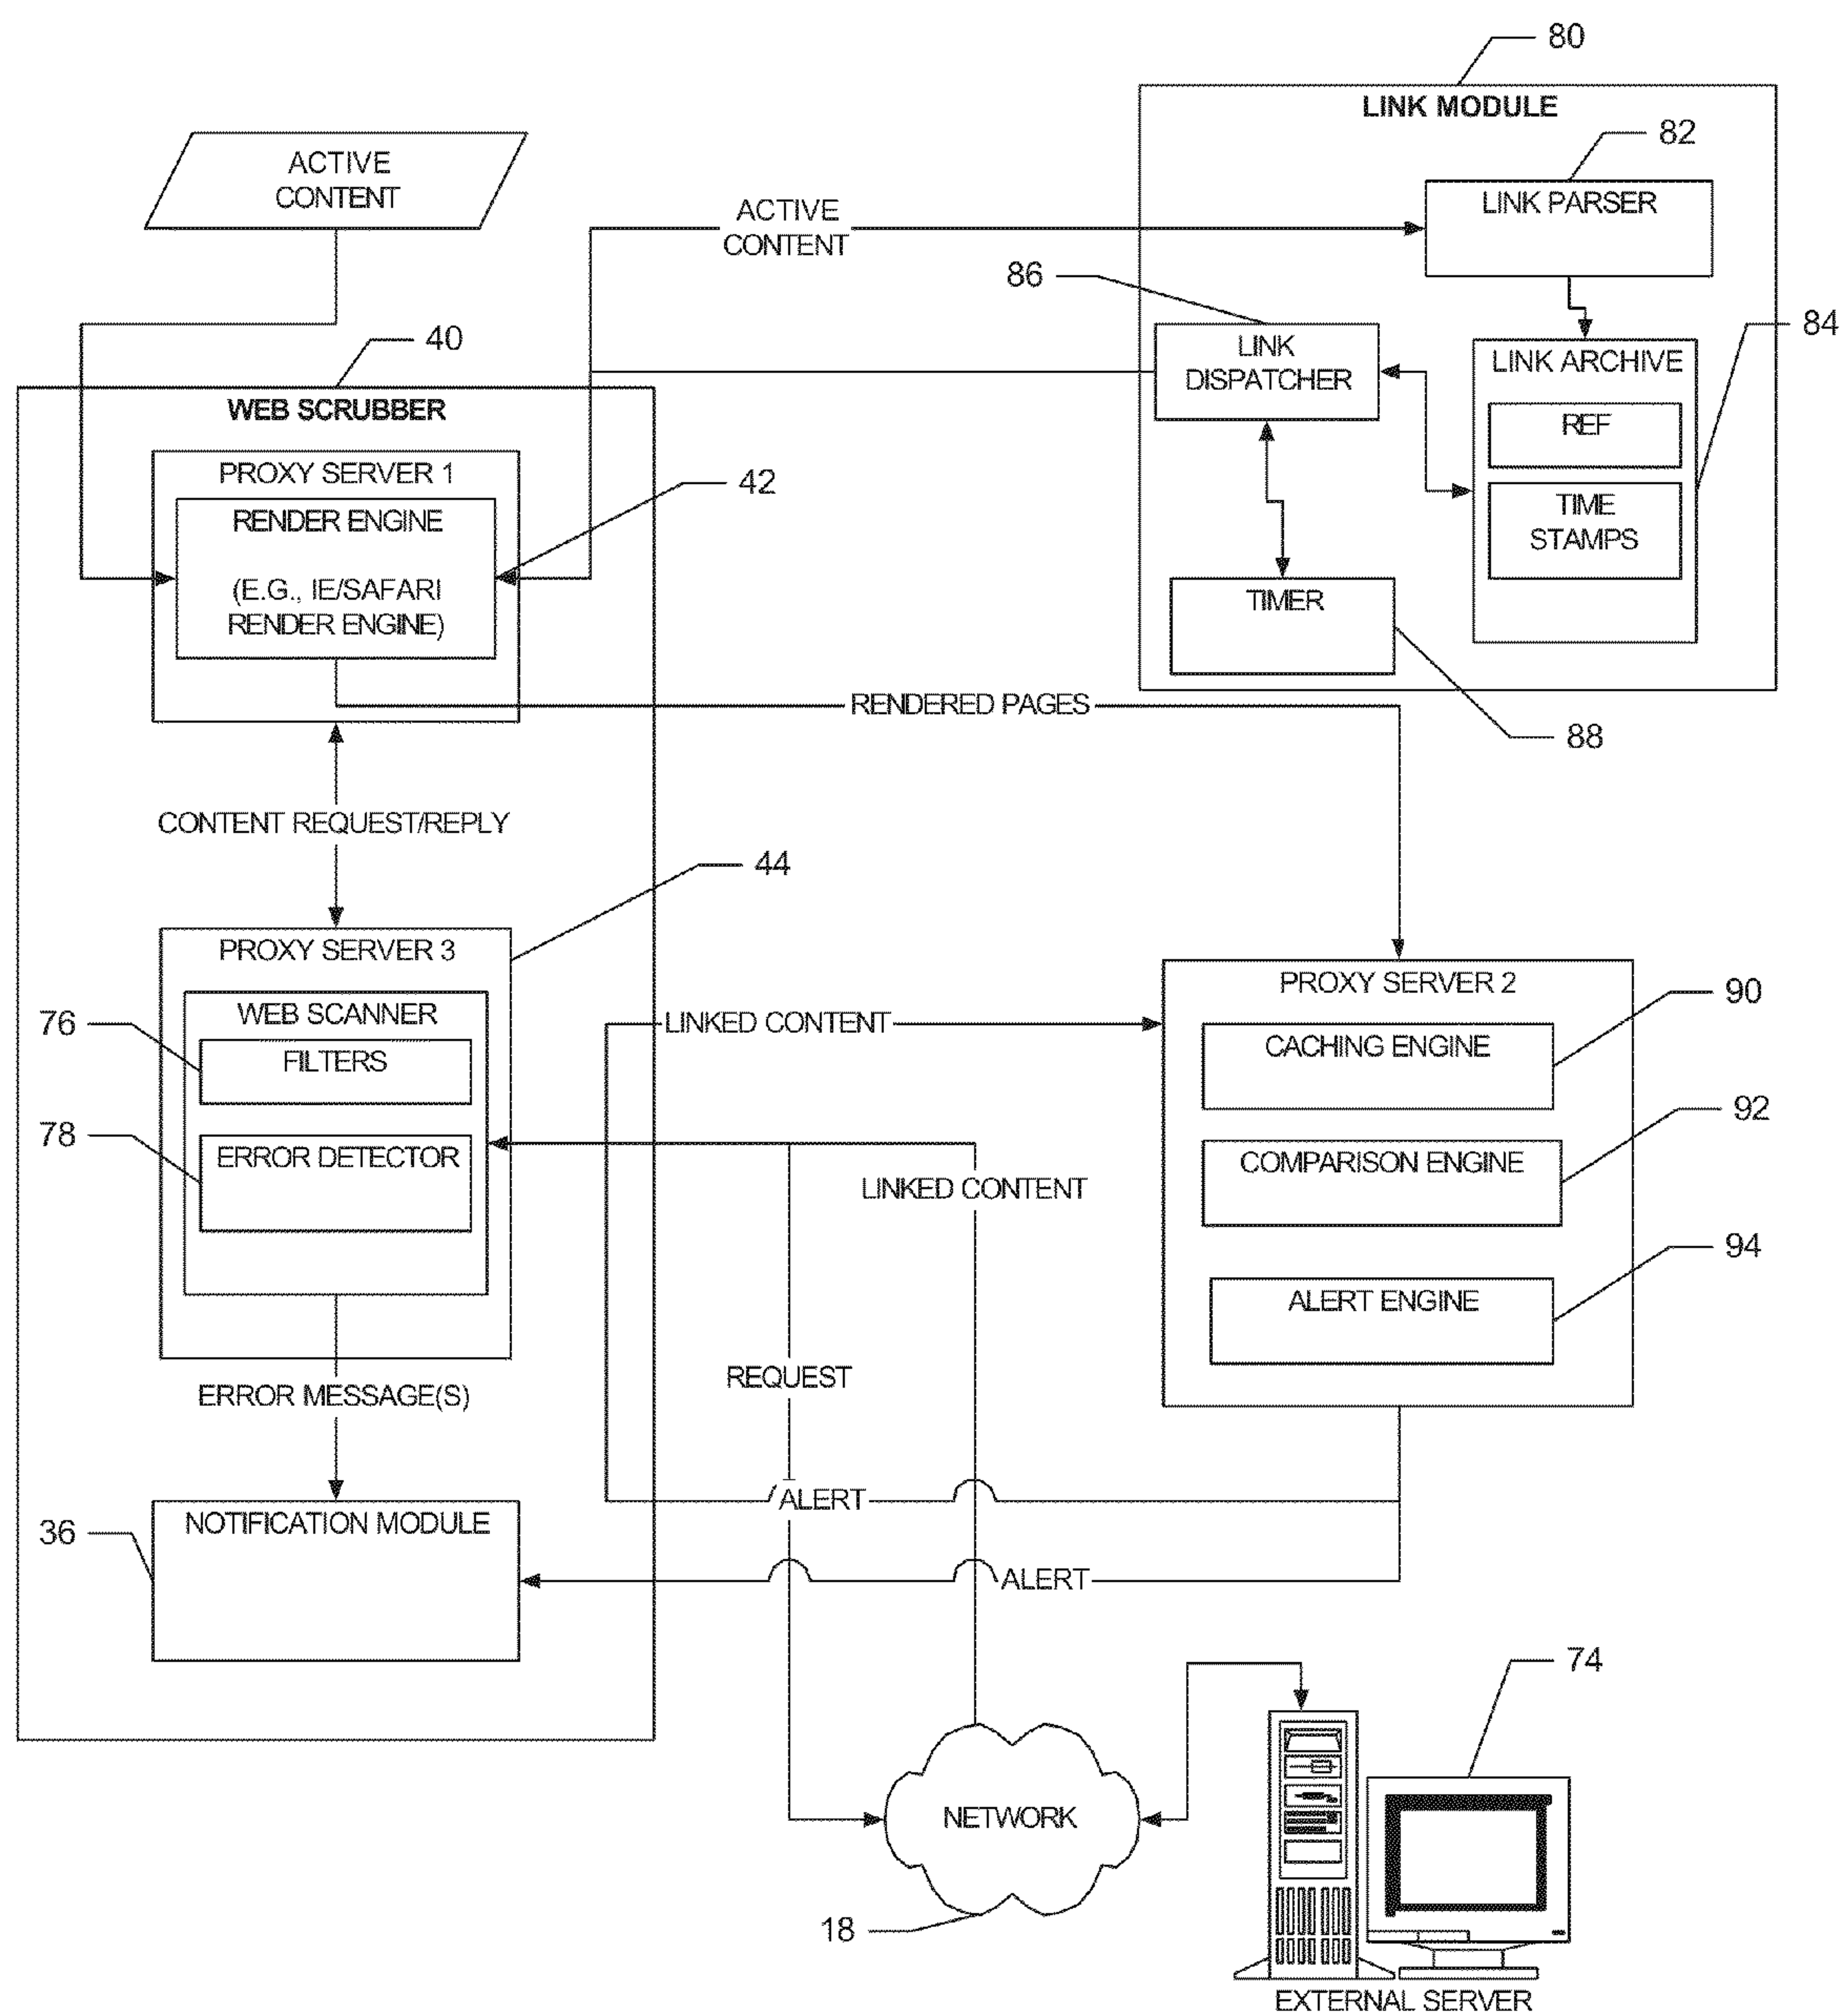 80
LINK MODULE
82
LINK PARSER
ACTIVE
CONTENT
ACTIVE
CONTENT
86
LINK
DISPATCHER
84
LINK ARCHIVE
REF
TIME
STAMPS
TIMER
88
40
WEB SCRUBBER
PROXY SERVER 1
42
RENDER ENGINE
(E.G., IE/SAFARI
RENDER ENGINE)
RENDERED PAGES
CONTENT REQUEST/REPLY
44
PROXY SERVER 3
WEB SCANNER
76
FILTERS
78
ERROR DETECTOR
LINKED CONTENT
PROXY SERVER 2
90
CACHING ENGINE
92
COMPARISON ENGINE
LINKED CONTENT
94
ALERT ENGINE
REQUEST
ERROR MESSAGE(S)
ALERT
36
NOTIFICATION MODULE
ALERT
74
NETWORK
18
EXTERNAL SERVER